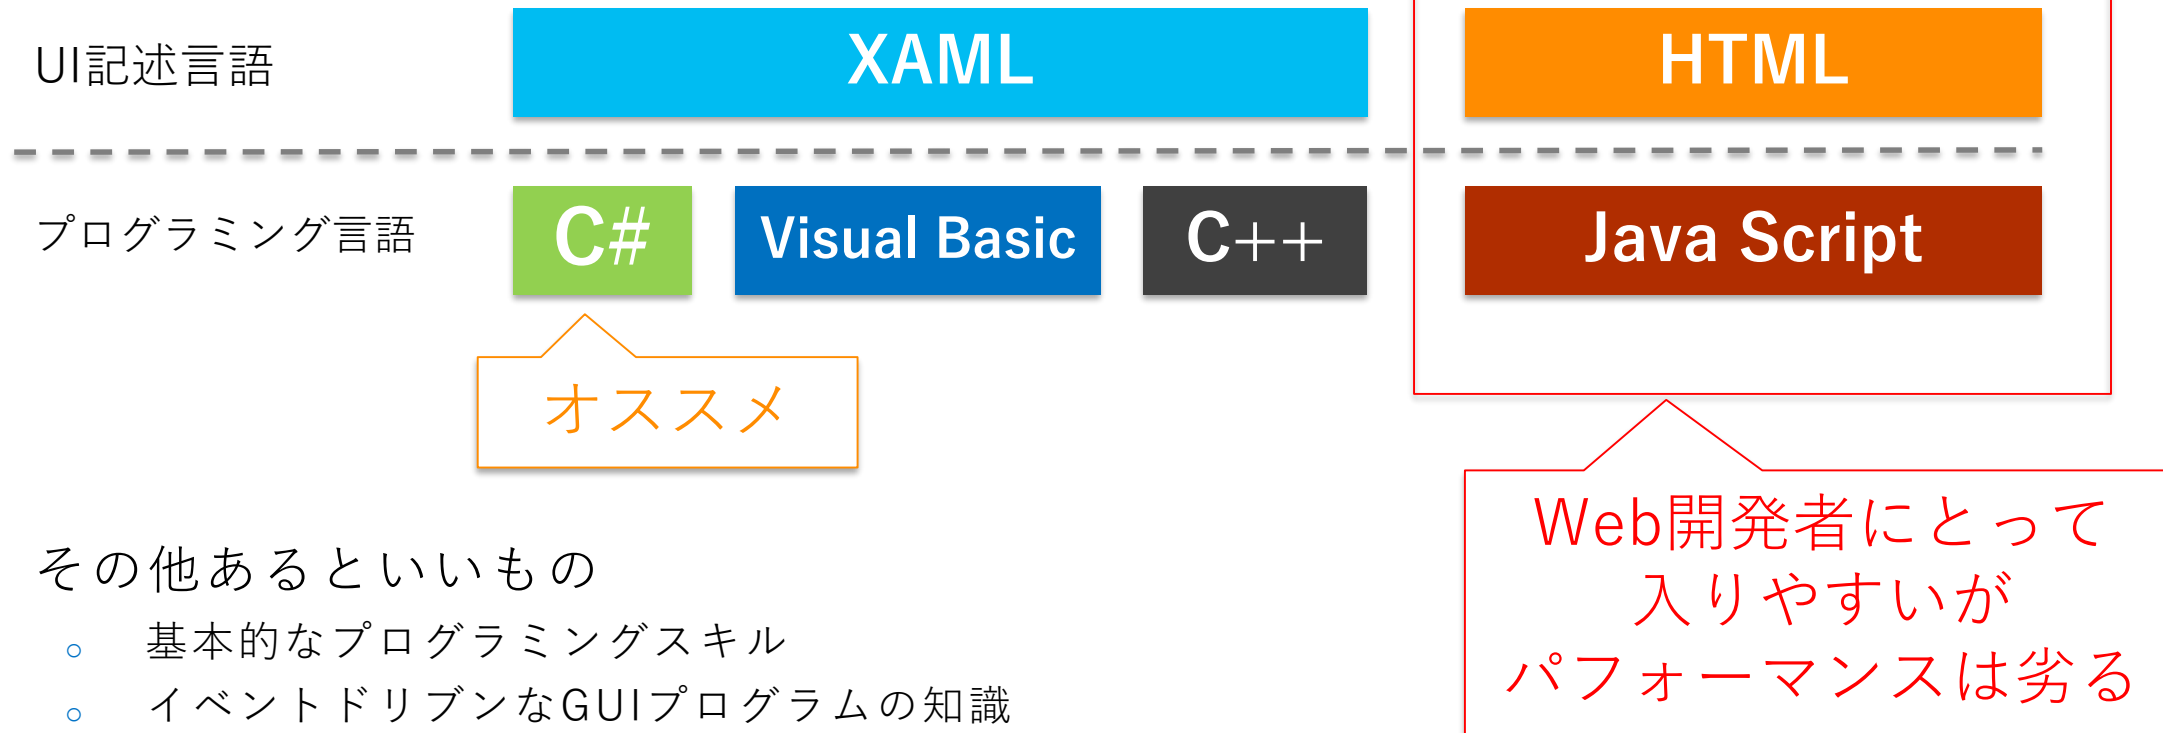 UI記述言語
XAML
HTML
プログラミング言語
C#
Visual Basic
C++
Java Script
オススメ
Web開発者にとって
入りやすいが
パフォーマンスは劣る
その他あるといいもの
基本的なプログラミングスキル
イベントドリブンなGUIプログラムの知識